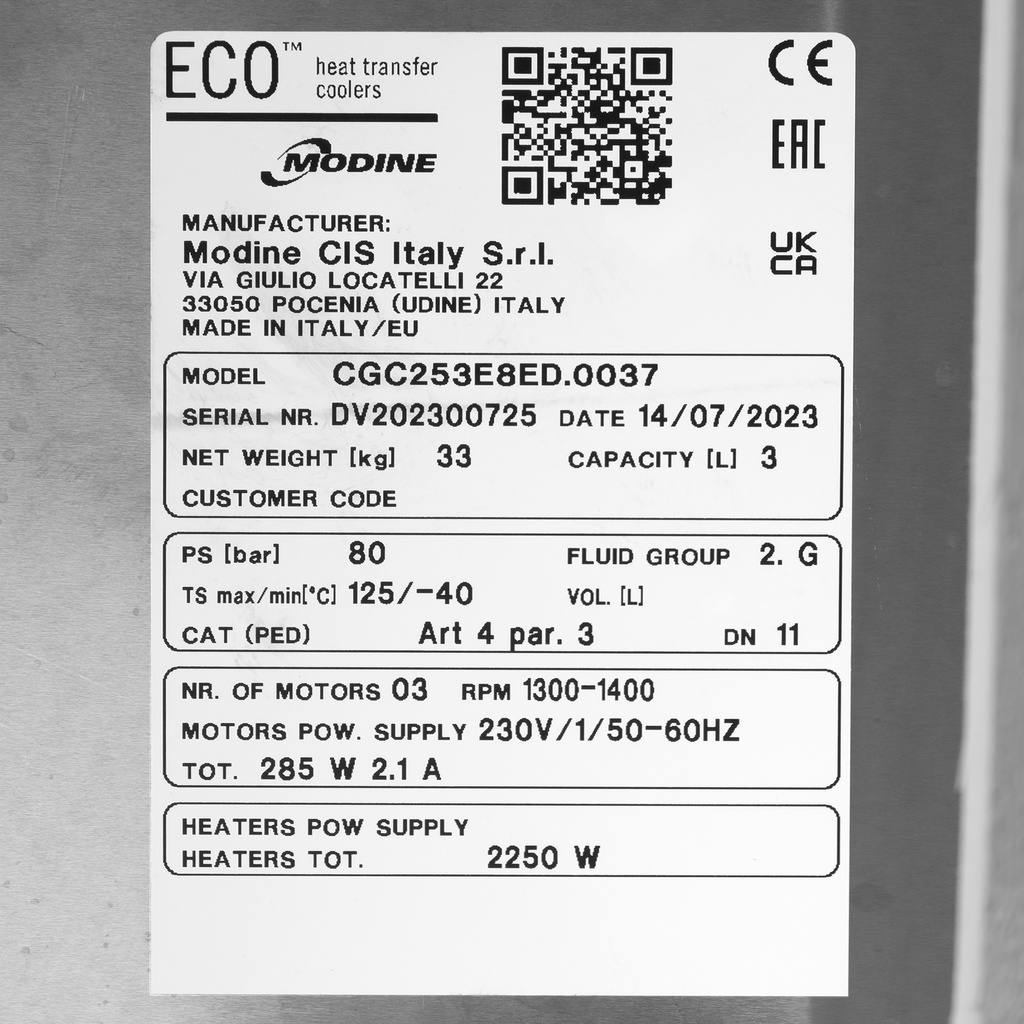 ECO™ heat transfer
coolers
MODINE
CE
EAC
UK
CA
MANUFACTURER:
Modine CIS Italy S.r.l.
VIA GIULIO LOCATELLI 22
33050 POCENIA (UDINE) ITALY
MADE IN ITALY/EU
MODEL CGC253E8ED.0037
SERIAL NR. DV202300725 DATE 14/07/2023
NET WEIGHT [kg] 33 CAPACITY [L] 3
CUSTOMER CODE
PS [bar] 80 FLUID GROUP 2. G
TS max/min[°C] 125/-40 VOL. [L]
CAT (PED) Art 4 par. 3 DN 11
NR. OF MOTORS 03 RPM 1300-1400
MOTORS POW. SUPPLY 230V/1/50-60HZ
TOT. 285 W 2.1 A
HEATERS POW SUPPLY
HEATERS TOT. 2250 W